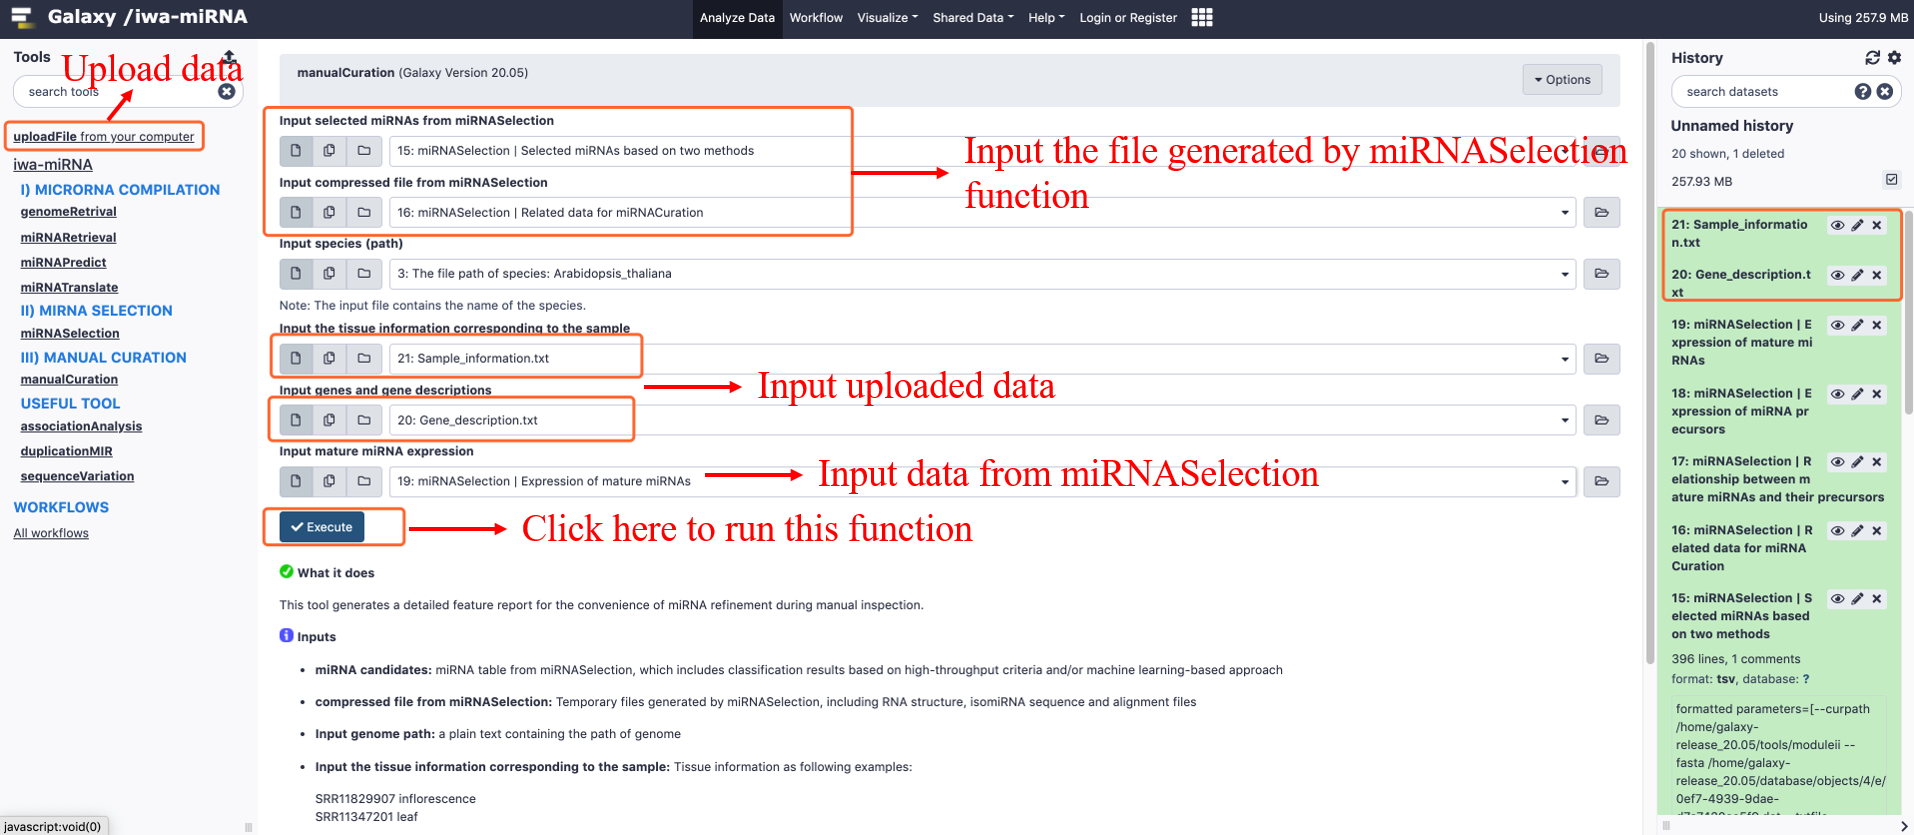 Galaxy /iwa-miRNA
Analyze Data Workflow Visualize Shared Data Help Login or Register
Using 257.9 MB
Tools
Upload data
search tools
uploadFile from your computer
iwa-miRNA
I) MICRORNA COMPILATION
genomeRetrival
miRNARetrieval
miRNAPredict
miRNATranslate
II) MIRNA SELECTION
miRNASelection
III) MANUAL CURATION
manualCuration
USEFUL TOOL
associationAnalysis
duplicationMIR
sequenceVariation
WORKFLOWS
All workflows
javascript:void(0)
manualCuration (Galaxy Version 20.05)
Options
Input selected miRNAs from miRNASelection
15: miRNASelection | Selected miRNAs based on two methods
Input compressed file from miRNASelection
16: miRNASelection | Related data for miRNACuration
Input the file generated by miRNASelection
function
Input species (path)
3: The file path of species: Arabidopsis_thaliana
Note: The input file contains the name of the species.
Input the tissue information corresponding to the sample
21: Sample_information.txt
Input genes and gene descriptions
Input uploaded data
20: Gene_description.txt
Input mature miRNA expression
19: miRNASelection | Expression of mature miRNAs
Input data from miRNASelection
Execute
Click here to run this function
What it does
This tool generates a detailed feature report for the convenience of miRNA refinement during manual inspection.
Inputs
• miRNA candidates: miRNA table from miRNASelection, which includes classification results based on high-throughput criteria and/or machine learning-based approach
• compressed file from miRNASelection: Temporary files generated by miRNASelection, including RNA structure, isomiRNA sequence and alignment files
• Input genome path: a plain text containing the path of genome
• Input the tissue information corresponding to the sample: Tissue information as following examples:
SRR11829907 inflorescence
SRR11347201 leaf
History
search datasets
Unnamed history
20 shown, 1 deleted
257.93 MB
21: Sample_informatio
n.txt
20: Gene_description.t
xt
19: miRNASelection | E
xpression of mature mi
RNAs
18: miRNASelection | E
xpression of miRNA pr
ecursors
17: miRNASelection | R
elationship between m
ature miRNAs and their precursors
16: miRNASelection | R
elated data for miRNA
Curation
15: miRNASelection | S
elected miRNAs based
on two methods
396 lines, 1 comments
format: tsv, database: ?
formatted parameters=[--curpath
/home/galaxy-
release_20.05/tools/moduleii --
fasta /home/galaxy-
release_20.05/database/objects/4/e/
0ef7-4939-9dae-